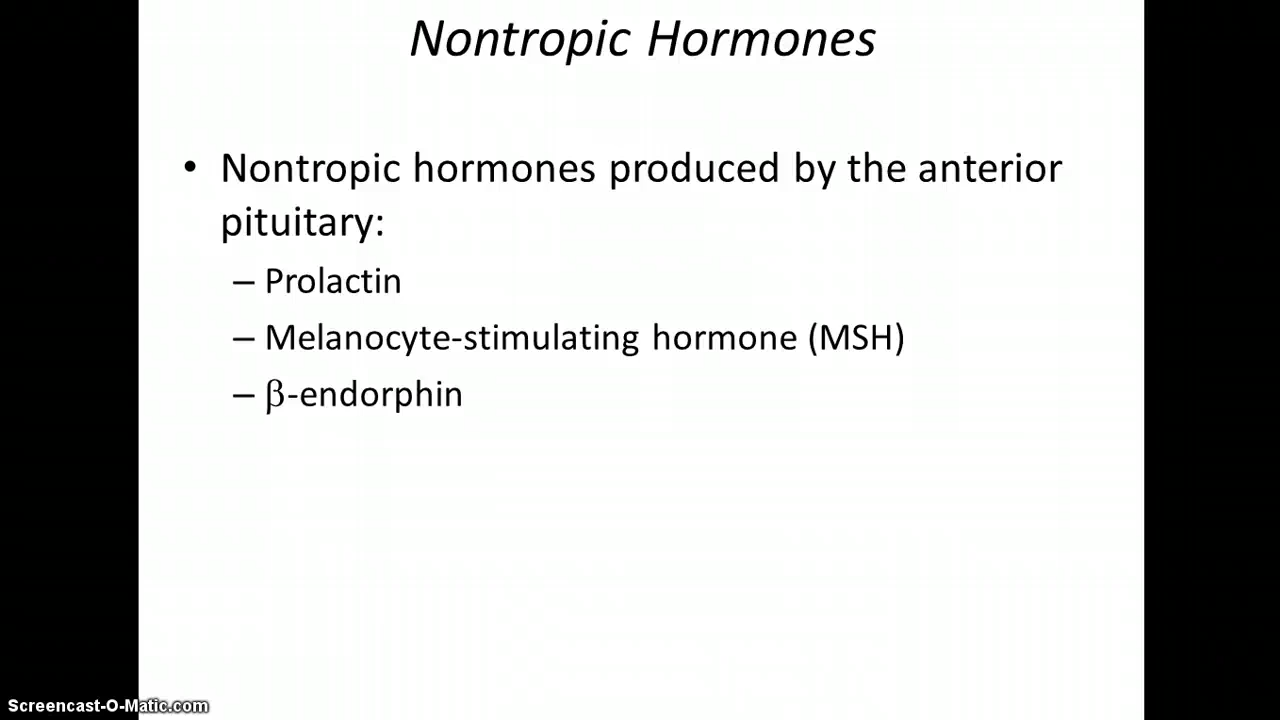 Nontropic Hormones
• Nontropic hormones produced by the anterior
pituitary:
– Prolactin
– Melanocyte-stimulating hormone (MSH)
– β-endorphin
Screencast-O-Matic.com